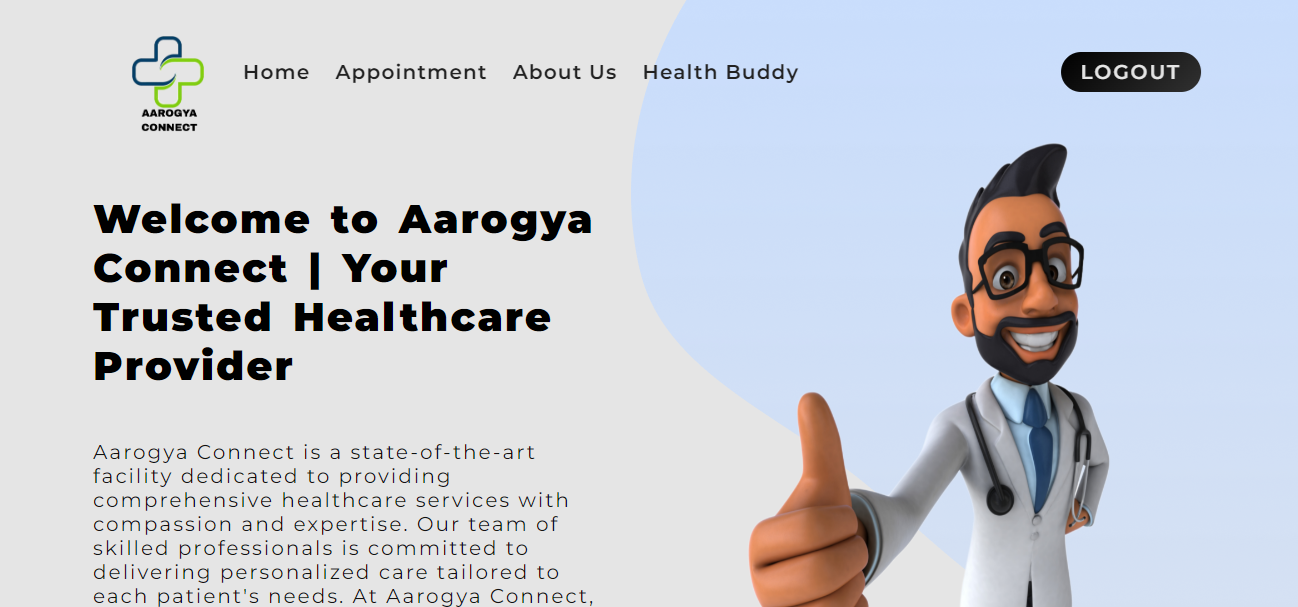 AAROGYA
CONNECT
Home Appointment About Us Health Buddy LOGOUT
Welcome to Aarogya
Connect | Your
Trusted Healthcare
Provider
Aarogya Connect is a state-of-the-art
facility dedicated to providing
comprehensive healthcare services with
compassion and expertise. Our team of
skilled professionals is committed to
delivering personalized care tailored to
each patient's needs. At Aarogya Connect,